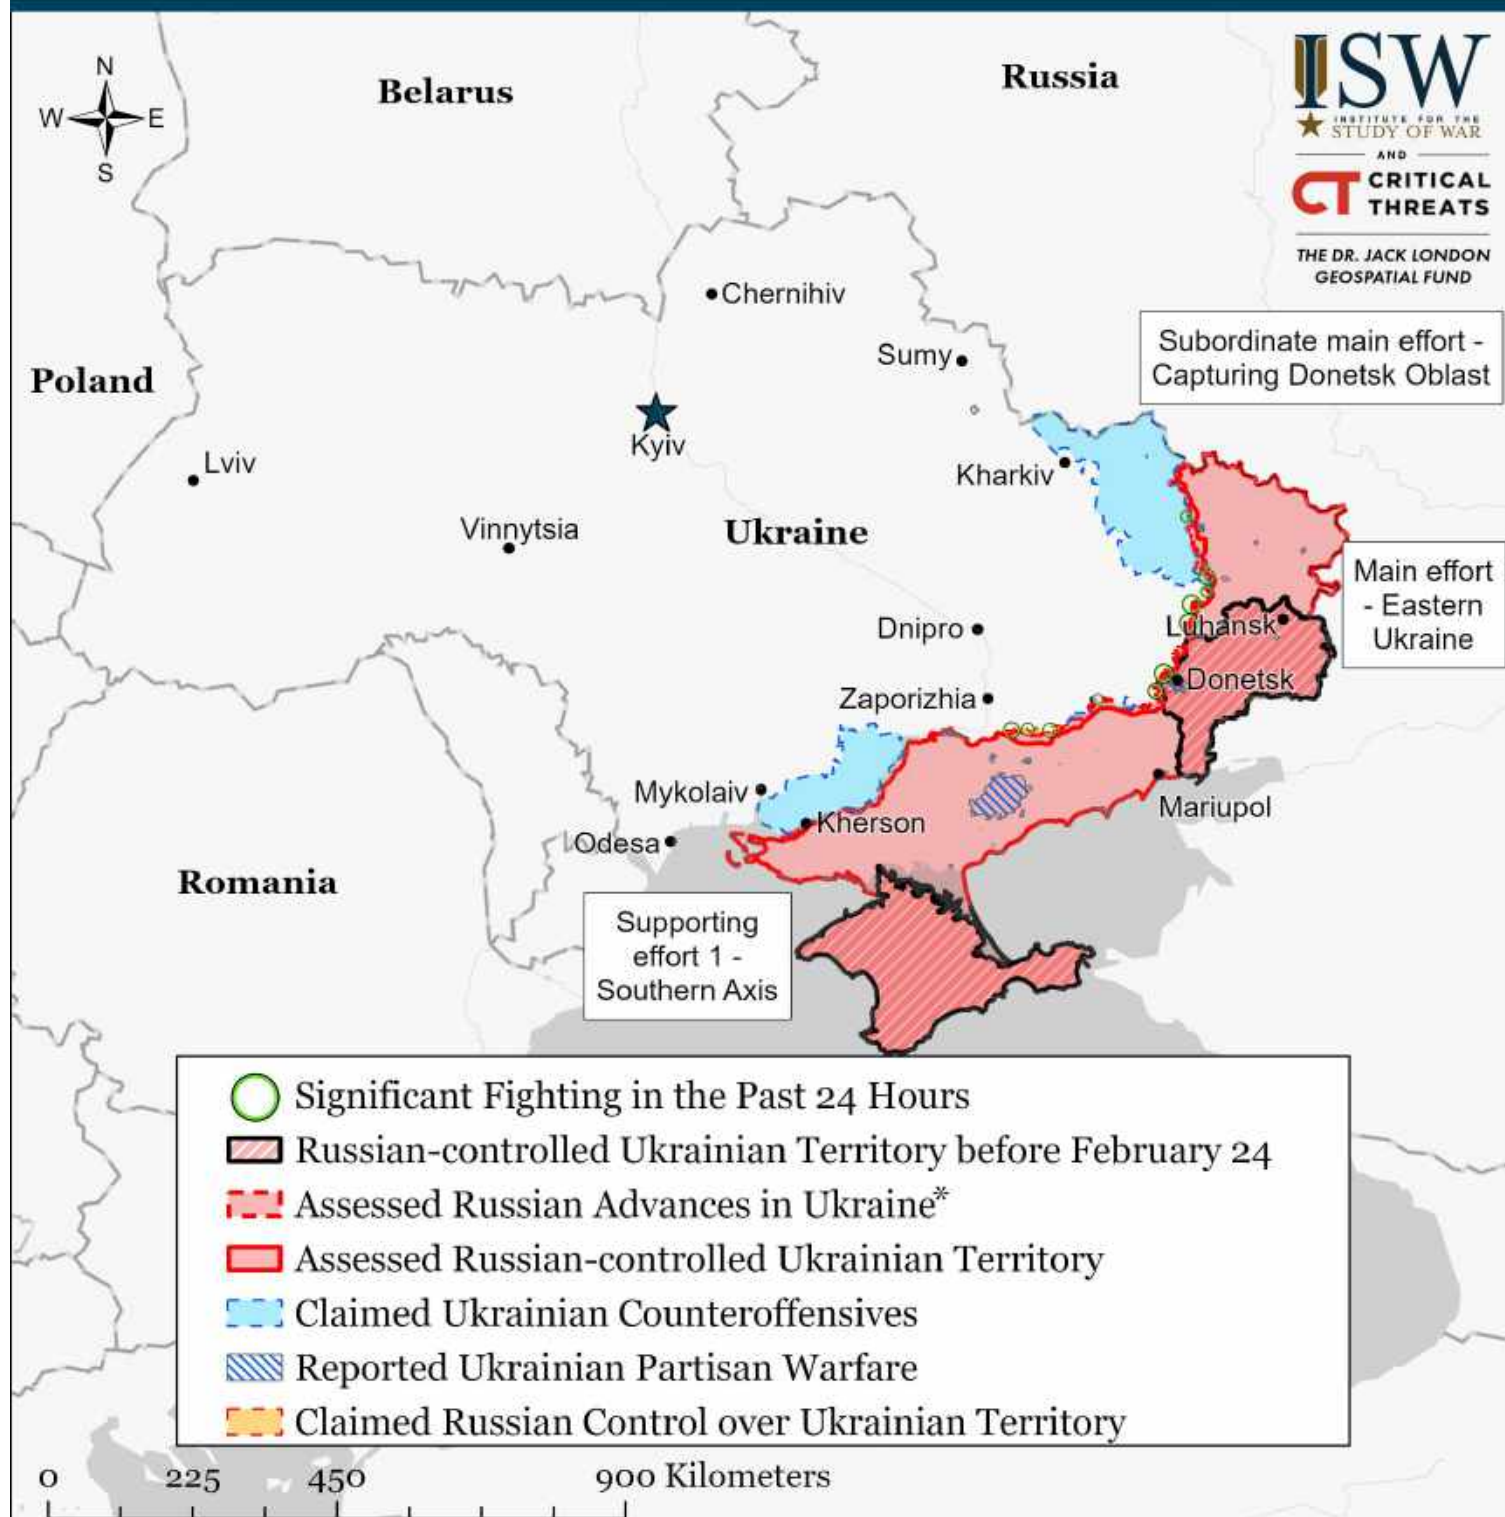 N
W E
S
Belarus
Russia
ISW
INSTITUTE FOR THE
STUDY OF WAR
AND
CT CRITICAL
THREATS
THE DR. JACK LONDON
GEOSPATIAL FUND
Chernihiv
Subordinate main effort -
Capturing Donetsk Oblast
Sumy
Poland
Kyiv
Lviv
Kharkiv
Vinnytsia
Ukraine
Main effort
- Eastern
Ukraine
Dnipro
Luhansk
Donetsk
Zaporizhia
Mykolaiv
Mariupol
Kherson
Odesa
Romania
Supporting
effort 1 -
Southern Axis
Significant Fighting in the Past 24 Hours
Russian-controlled Ukrainian Territory before February 24
Assessed Russian Advances in Ukraine*
Assessed Russian-controlled Ukrainian Territory
Claimed Ukrainian Counteroffensives
Reported Ukrainian Partisan Warfare
Claimed Russian Control over Ukrainian Territory
0 225 450 900 Kilometers